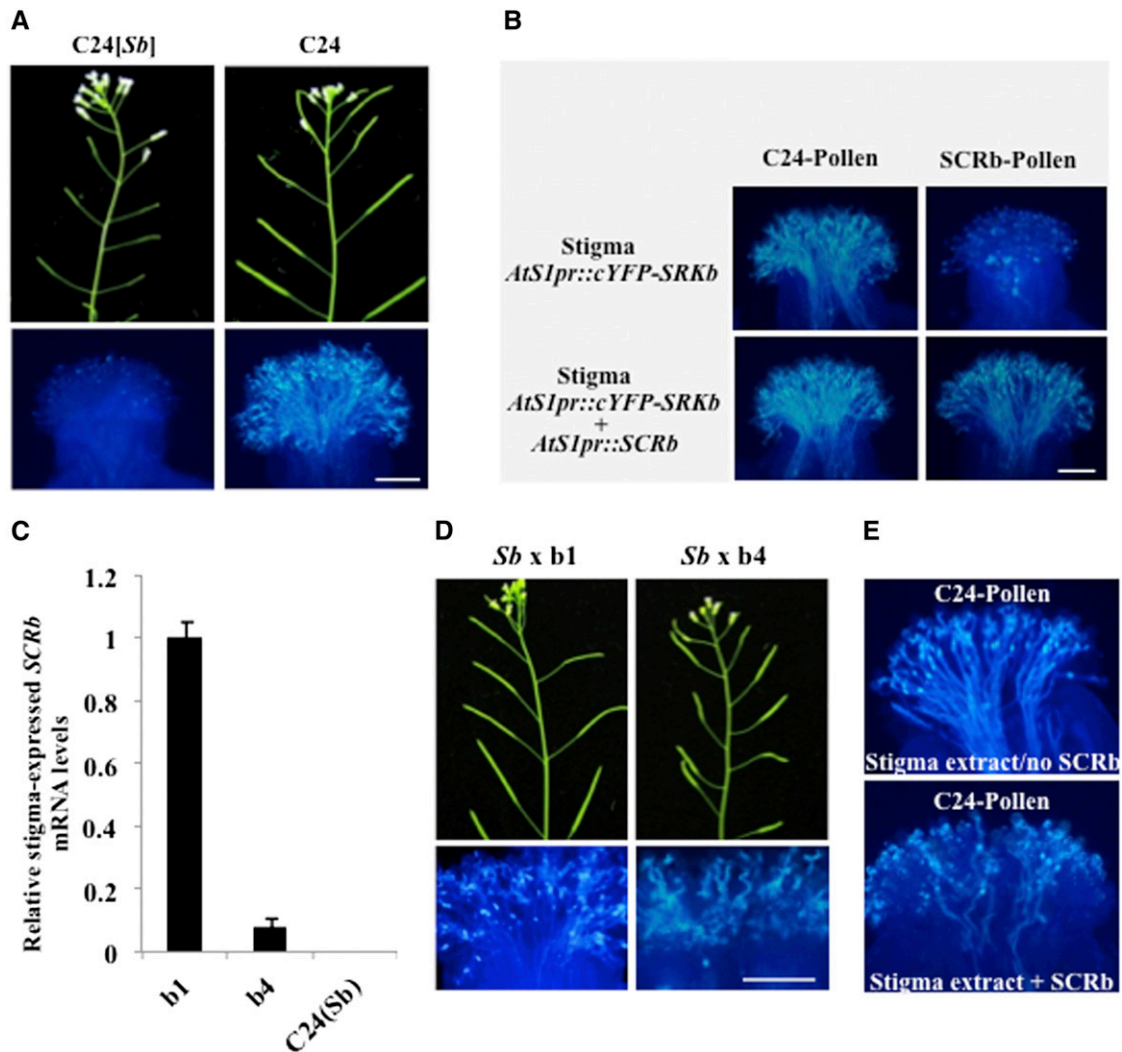 A
C24[Sb]
C24
B
C24-Pollen
SCRb-Pollen
Stigma
AtS1pr::cYFP-SRKb
Stigma
AtS1pr::cYFP-SRKb
+
AtS1pr::SCRb
C
Relative stigma-expressed SCRb
mRNA levels
1.2
1
0.8
0.6
0.4
0.2
0
b1
b4
C24(Sb)
D
Sb x b1
Sb x b4
E
C24-Pollen
Stigma extract/no SCRb
C24-Pollen
Stigma extract + SCRb